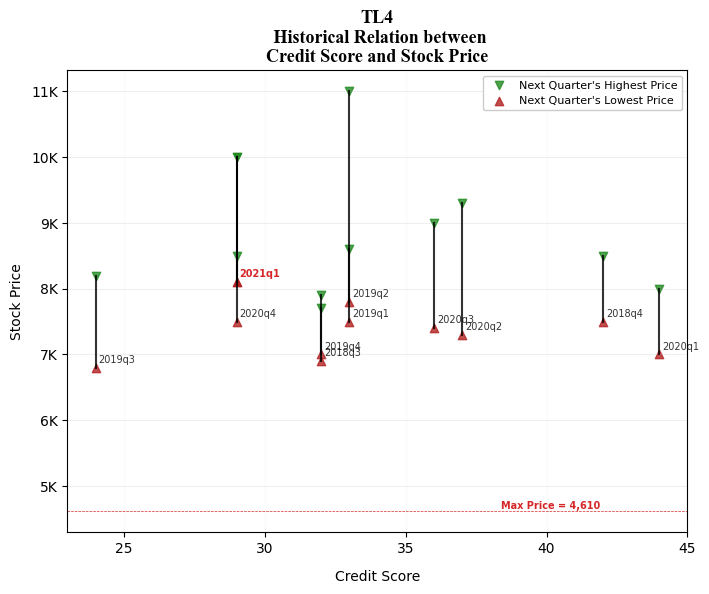 TL4
Historical Relation between
Credit Score and Stock Price
Next Quarter's Highest Price
Next Quarter's Lowest Price
11K
10K
9K
8K
7K
6K
5K
Stock Price
2021q1
2019q2
2020q4
2019q1
2020q3
2018q4
2020q2
2019q4
2020q1
2018q3
2019q3
Max Price = 4,610
25
30
35
40
45
Credit Score